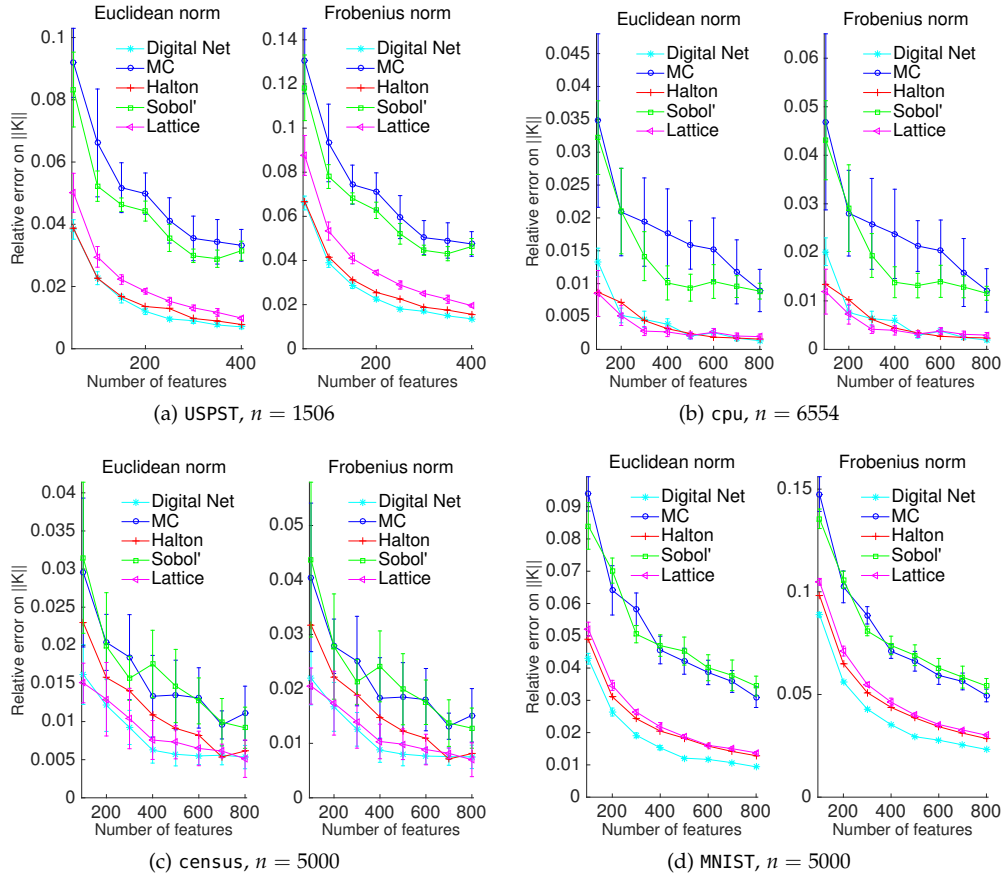 Euclidean norm
Frobenius norm
Relative error on ||K||
0.1
0.08
0.06
0.04
0.02
0
200
400
Number of features
Digital Net
MC
Halton
Sobol'
Lattice
0.14
0.12
0.1
0.08
0.06
0.04
0.02
0
200
400
Number of features
Digital Net
MC
Halton
Sobol'
Lattice
(a) USPST, n = 1506
Euclidean norm
Frobenius norm
Relative error on ||K||
0.045
0.04
0.035
0.03
0.025
0.02
0.015
0.01
0.005
0
200 400 600 800
Number of features
Digital Net
MC
Halton
Sobol'
Lattice
0.06
0.05
0.04
0.03
0.02
0.01
0
200 400 600 800
Number of features
Digital Net
MC
Halton
Sobol'
Lattice
(b) cpu, n = 6554
Euclidean norm
Frobenius norm
Relative error on ||K||
0.04
0.035
0.03
0.025
0.02
0.015
0.01
0.005
0
200 400 600 800
Number of features
Digital Net
MC
Halton
Sobol'
Lattice
0.05
0.04
0.03
0.02
0.01
0
200 400 600 800
Number of features
Digital Net
MC
Halton
Sobol'
Lattice
(c) census, n = 5000
Euclidean norm
Frobenius norm
Relative error on ||K||
0.09
0.08
0.07
0.06
0.05
0.04
0.03
0.02
0.01
0
200 400 600 800
Number of features
Digital Net
MC
Halton
Sobol'
Lattice
0.15
0.1
0.05
0
200 400 600 800
Number of features
Digital Net
MC
Halton
Sobol'
Lattice
(d) MNIST, n = 5000